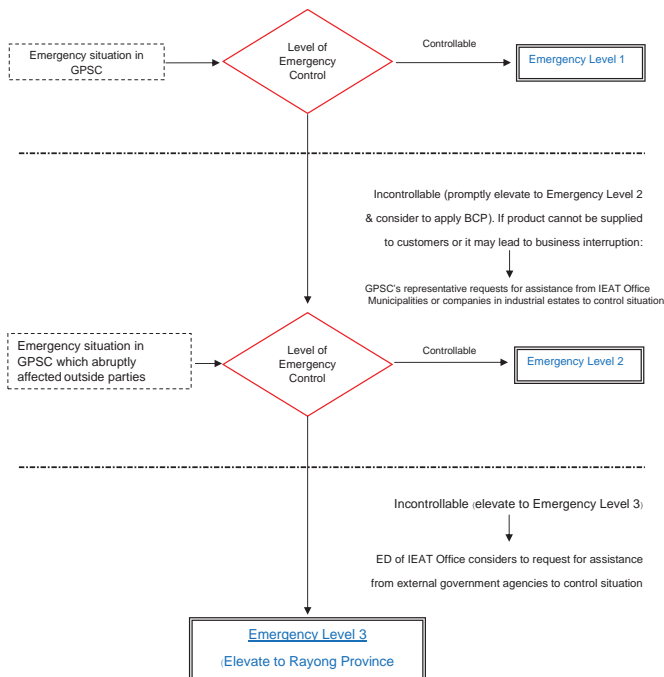 Emergency situation in
GPSC
Level of
Emergency
Control
Controllable
Emergency Level 1
Incontrollable (promptly elevate to Emergency Level 2
& consider to apply BCP). If product cannot be supplied
to customers or it may lead to business interruption:
GPSC's representative requests for assistance from IEAT Office
Municipalities or companies in industrial estates to control situation
Emergency situation in
GPSC which abruptly
affected outside parties
Level of
Emergency
Control
Controllable
Emergency Level 2
Incontrollable (elevate to Emergency Level 3)
ED of IEAT Office considers to request for assistance
from external government agencies to control situation
Emergency Level 3
(Elevate to Rayong Province